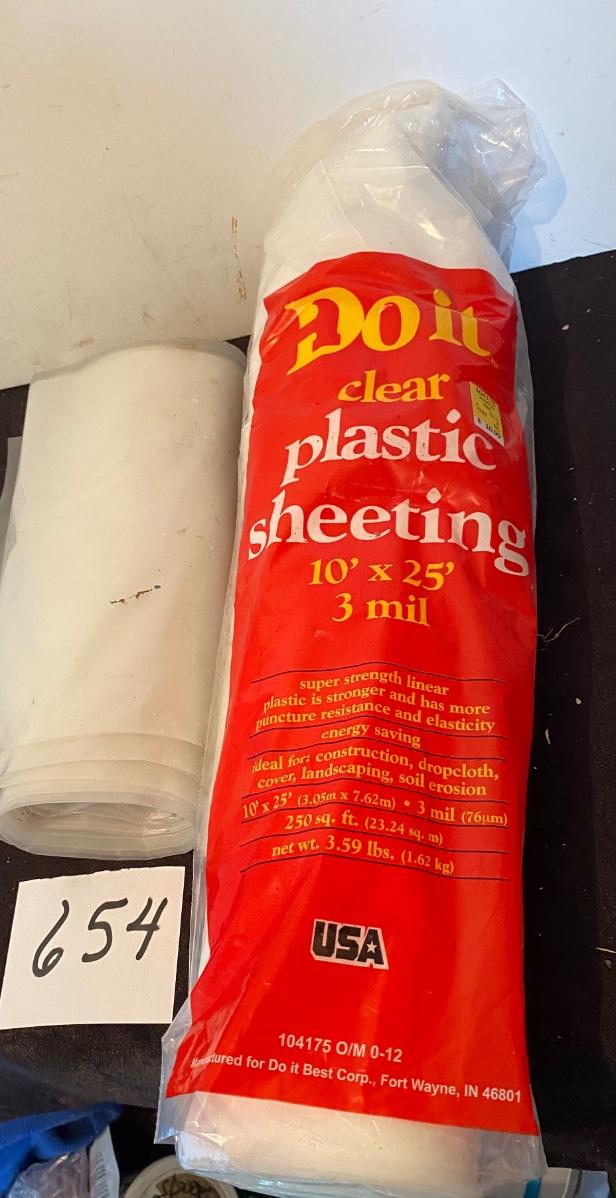 Do it
clear
plastic
sheeting
10' x 25'
3 mil
super strength linear
plastic is stronger and has more
puncture resistance and elasticity
energy saving
ideal for: construction, dropcloth,
cover, landscaping, soil erosion
10' x 25' (3.05m x 7.62m) • 3 mil (76µm)
250 sq. ft. (23.24 sq. m)
net wt. 3.59 lbs. (1.62 kg)
USA
104175 O/M 0-12
Manufactured for Do it Best Corp., Fort Wayne, IN 46801
654